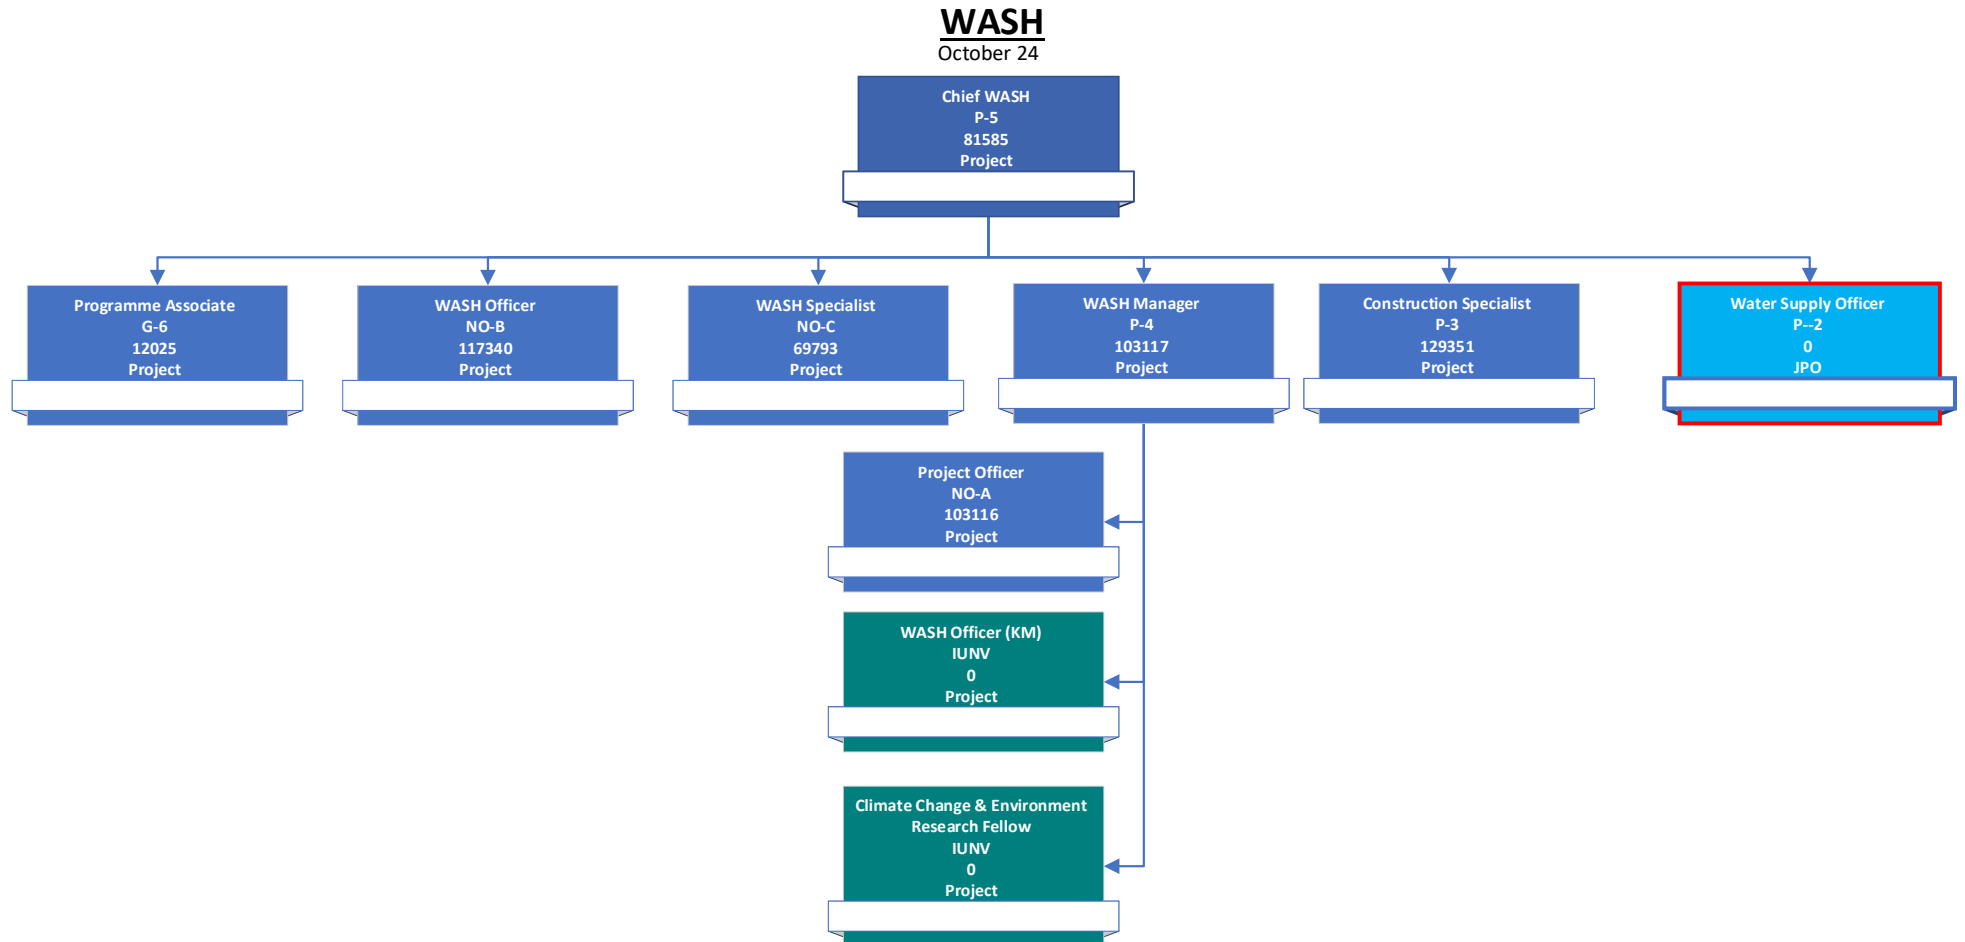 WASH
October 24
Chief WASH
P-5
81585
Project
Programme Associate
G-6
12025
Project
WASH Officer
NO-B
117340
Project
WASH Specialist
NO-C
69793
Project
WASH Manager
P-4
103117
Project
Construction Specialist
P-3
129351
Project
Water Supply Officer
P--2
0
JPO
Project Officer
NO-A
103116
Project
WASH Officer (KM)
IUNV
0
Project
Climate Change & Environment
Research Fellow
IUNV
0
Project